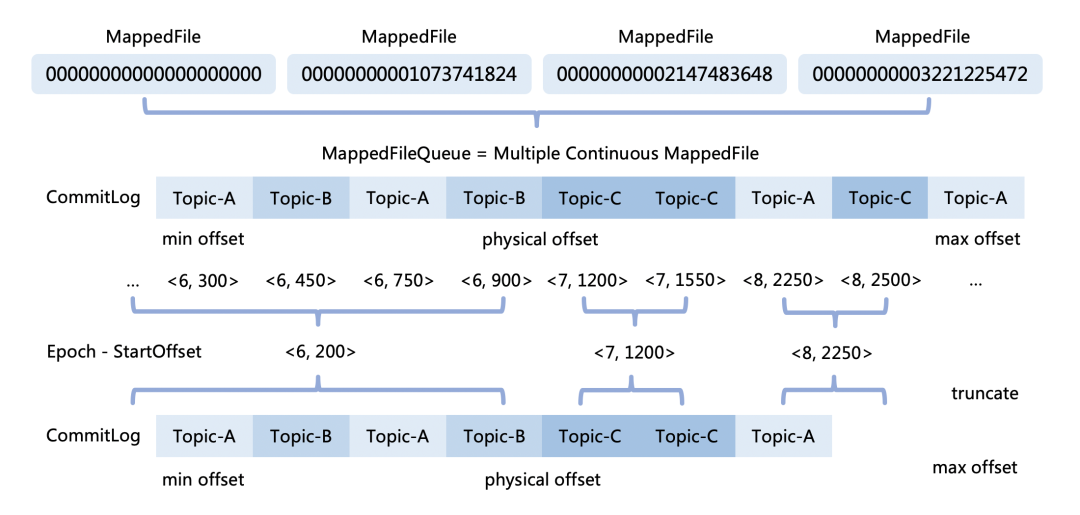 MappedFile MappedFile MappedFile MappedFile
00000000000000000000 00000000001073741824 00000000002147483648 00000000003221225472
MappedFileQueue = Multiple Continuous MappedFile
CommitLog Topic-A Topic-B Topic-A Topic-B Topic-C Topic-C Topic-A Topic-C Topic-A
min offset physical offset max offset
... <6, 300> <6, 450> <6, 750> <6, 900> <7, 1200> <7, 1550> <8, 2250> <8, 2500> ...
Epoch - StartOffset <6, 200> <7, 1200> <8, 2250>
truncate
CommitLog Topic-A Topic-B Topic-A Topic-B Topic-C Topic-C Topic-A
min offset physical offset max offset